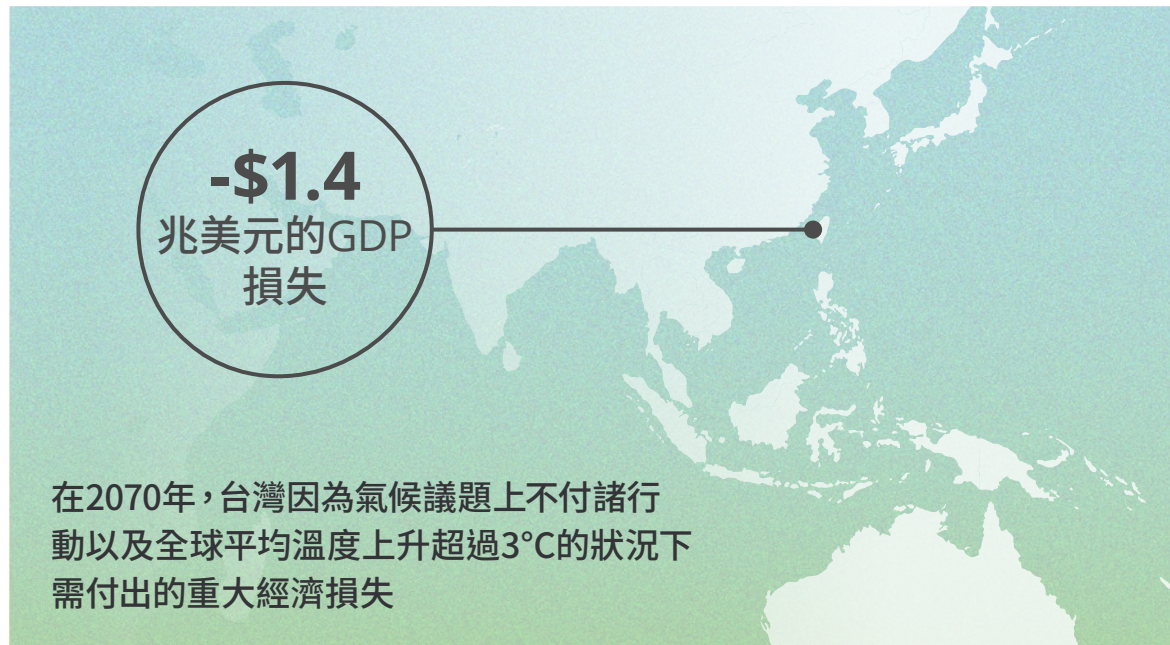 -$1.4
兆美元的GDP
損失
在2070年，台灣因為氣候議題上不付諸行
動以及全球平均溫度上升超過3°C的狀況下
需付出的重大經濟損失